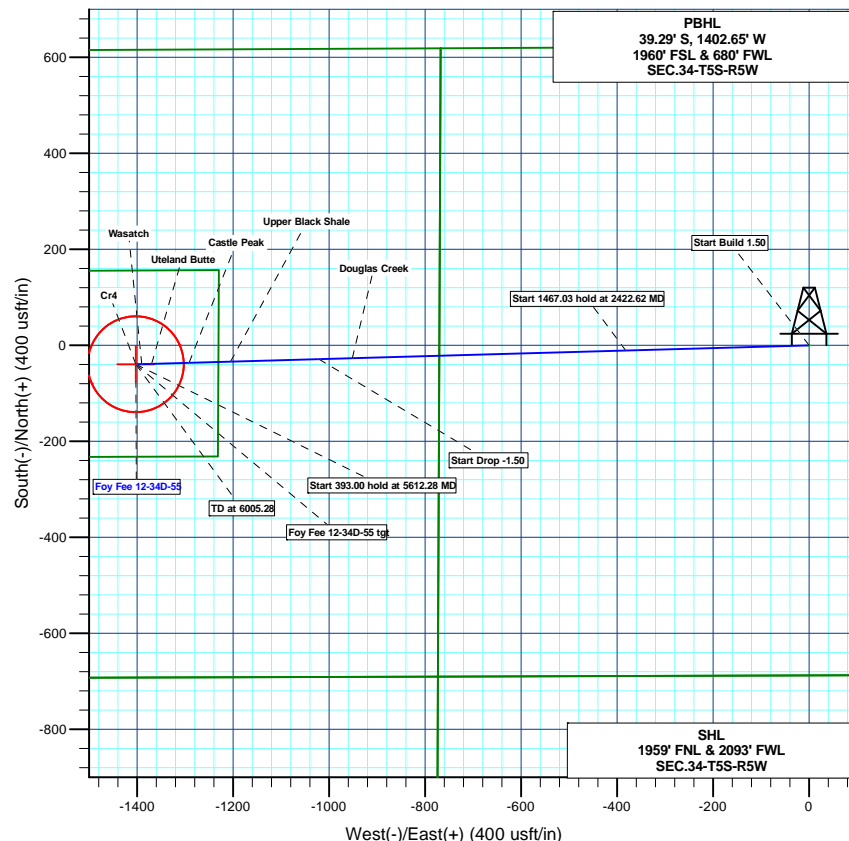 PBHL
39.29' S, 1402.65' W
1960' FSL & 680' FWL
SEC.34-T5S-R5W
600
400
200
0
-200
-400
-600
-800
South(-)/North(+) (400 usft/in)
Upper Black Shale
Wasatch
Castle Peak
Start Build 1.50
Uteland Butte
Douglas Creek
Cr4
Start 1467.03 hold at 2422.62 MD
Start Drop -1.50
Foy Fee 12-34D-55
Start 393.00 hold at 5612.28 MD
TD at 6005.28
Foy Fee 12-34D-55 tgt
SHL
1959' FNL & 2093' FWL
SEC.34-T5S-R5W
-1400
-1200
-1000
-800
-600
-400
-200
0
West(-)/East(+) (400 usft/in)